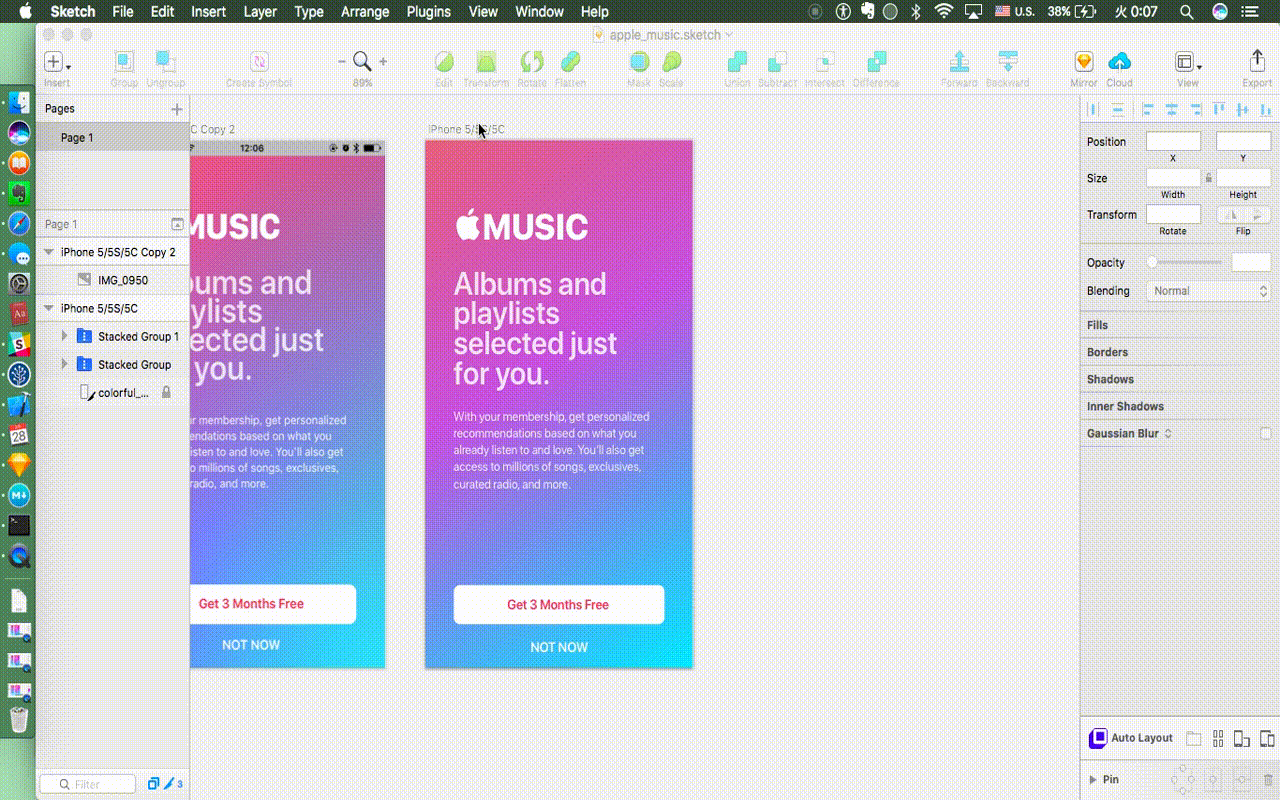 Sketch File Edit Insert Layer Type Arrange Plugins View Window Help U.S. 38% 火 0:07
apple_music.sketch
Insert Group Ungroup Create Symbol 89% Edit Transform Rotate Flatten Mask Scale Union Subtract Intersect Difference Forward Backward Mirror Cloud View Export
Pages
Page 1
Page 1
iPhone 5/5S/5C Copy 2
IMG_0950
iPhone 5/5S/5C
Stacked Group 1
Stacked Group
colorful_...
Filter
3
C Copy 2
12:06
MUSIC
bums and
ylists
ected just
you.
r membership, get personalized
endations based on what you
isten to and love. You'll also get
o millions of songs, exclusives,
radio, and more.
Get 3 Months Free
NOT NOW
iPhone 5/5S/5C
MUSIC
Albums and
playlists
selected just
for you.
With your membership, get personalized
recommendations based on what you
already listen to and love. You'll also get
access to millions of songs, exclusives,
curated radio, and more.
Get 3 Months Free
NOT NOW
Position
X Y
Size
Width Height
Transform
Rotate Flip
Opacity
Blending Normal
Fills
Borders
Shadows
Inner Shadows
Gaussian Blur
Auto Layout
Pin